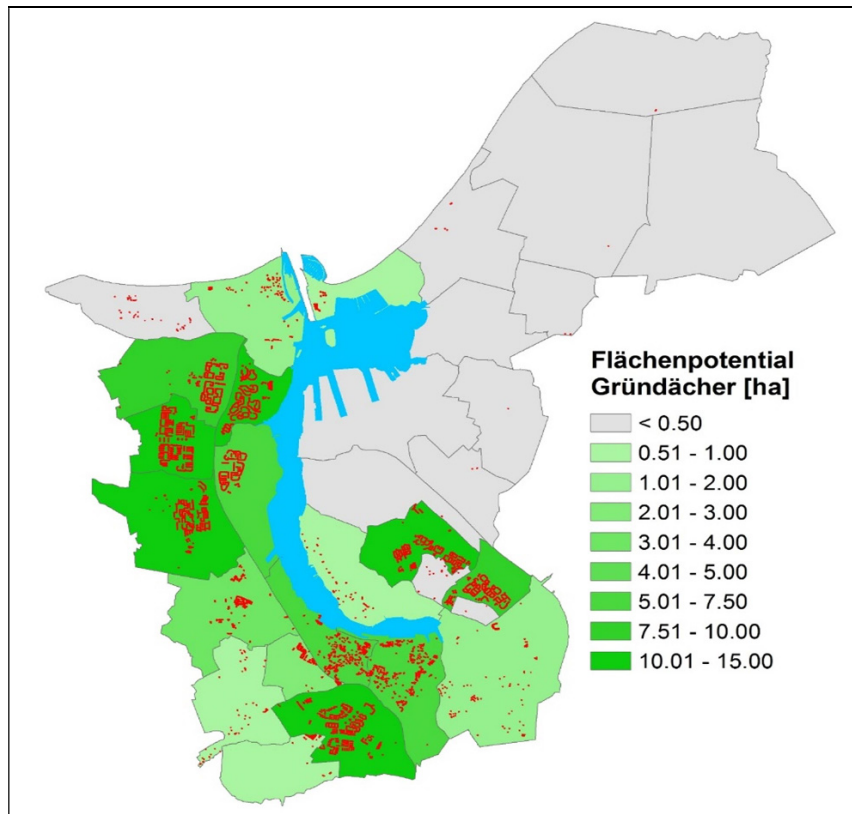 Flächenpotential
Gründächer [ha]
< 0.50
0.51 - 1.00
1.01 - 2.00
2.01 - 3.00
3.01 - 4.00
4.01 - 5.00
5.01 - 7.50
7.51 - 10.00
10.01 - 15.00